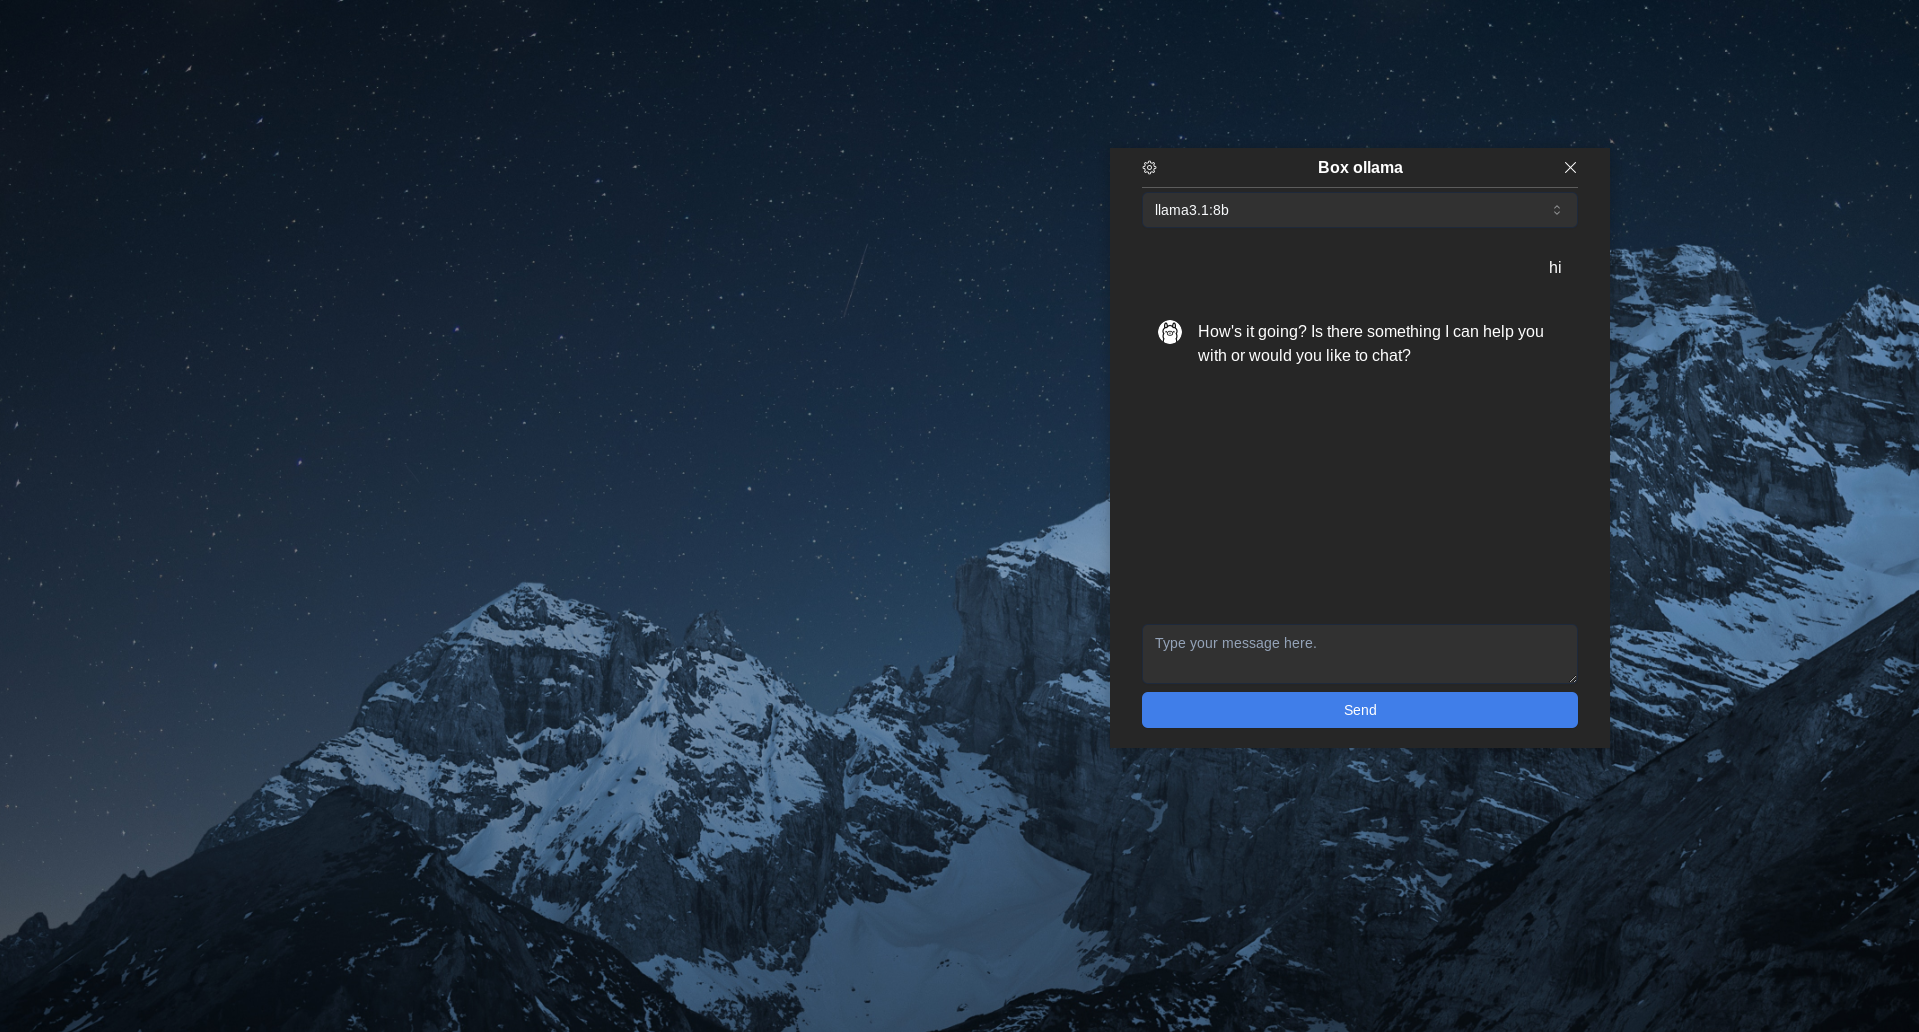 Box ollama
llama3.1:8b
hi
How's it going? Is there something I can help you
with or would you like to chat?
Type your message here.
Send